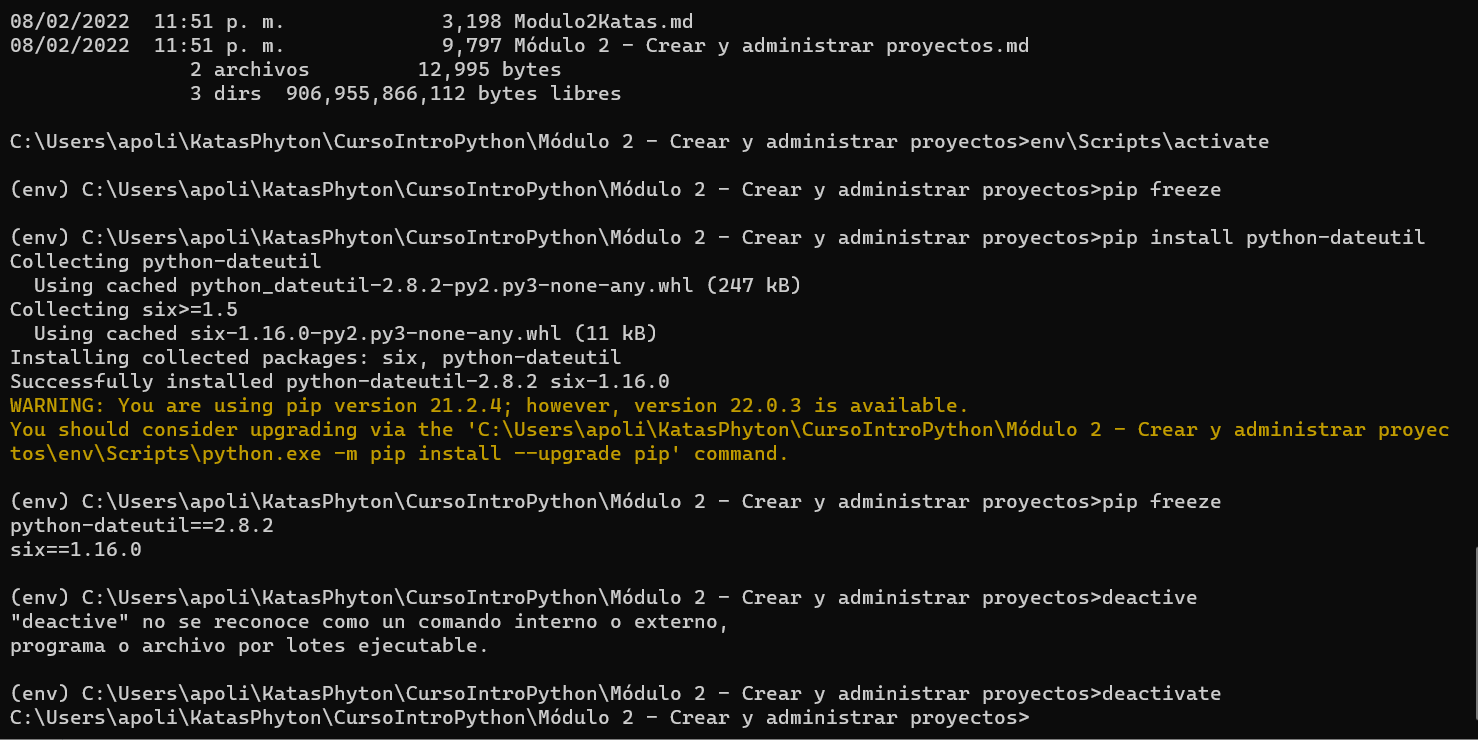 08/02/2022  11:51 p. m.             3,198 Modulo2Katas.md
08/02/2022  11:51 p. m.             9,797 Módulo 2 - Crear y administrar proyectos.md
               2 archivos         12,995 bytes
               3 dirs  906,955,866,112 bytes libres

C:\Users\apoli\KatasPhyton\CursoIntroPython\Módulo 2 - Crear y administrar proyectos>env\Scripts\activate

(env) C:\Users\apoli\KatasPhyton\CursoIntroPython\Módulo 2 - Crear y administrar proyectos>pip freeze

(env) C:\Users\apoli\KatasPhyton\CursoIntroPython\Módulo 2 - Crear y administrar proyectos>pip install python-dateutil
Collecting python-dateutil
  Using cached python_dateutil-2.8.2-py2.py3-none-any.whl (247 kB)
Collecting six>=1.5
  Using cached six-1.16.0-py2.py3-none-any.whl (11 kB)
Installing collected packages: six, python-dateutil
Successfully installed python-dateutil-2.8.2 six-1.16.0
WARNING: You are using pip version 21.2.4; however, version 22.0.3 is available.
You should consider upgrading via the 'C:\Users\apoli\KatasPhyton\CursoIntroPython\Módulo 2 - Crear y administrar proyec
tos\env\Scripts\python.exe -m pip install --upgrade pip' command.

(env) C:\Users\apoli\KatasPhyton\CursoIntroPython\Módulo 2 - Crear y administrar proyectos>pip freeze
python-dateutil==2.8.2
six==1.16.0

(env) C:\Users\apoli\KatasPhyton\CursoIntroPython\Módulo 2 - Crear y administrar proyectos>deactive
"deactive" no se reconoce como un comando interno o externo,
programa o archivo por lotes ejecutable.

(env) C:\Users\apoli\KatasPhyton\CursoIntroPython\Módulo 2 - Crear y administrar proyectos>deactivate
C:\Users\apoli\KatasPhyton\CursoIntroPython\Módulo 2 - Crear y administrar proyectos>